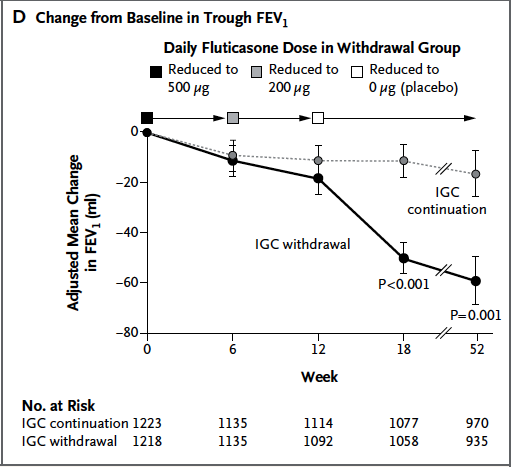 D Change from Baseline in Trough FEV1
Daily Fluticasone Dose in Withdrawal Group
Reduced to 500 µg
Reduced to 200 µg
Reduced to 0 µg (placebo)
Adjusted Mean Change in FEV1 (ml)
0
−20
−40
−60
−80
IGC continuation
IGC withdrawal
P<0.001
P=0.001
0 6 12 18 52
Week
No. at Risk
IGC continuation 1223 1135 1114 1077 970
IGC withdrawal 1218 1135 1092 1058 935